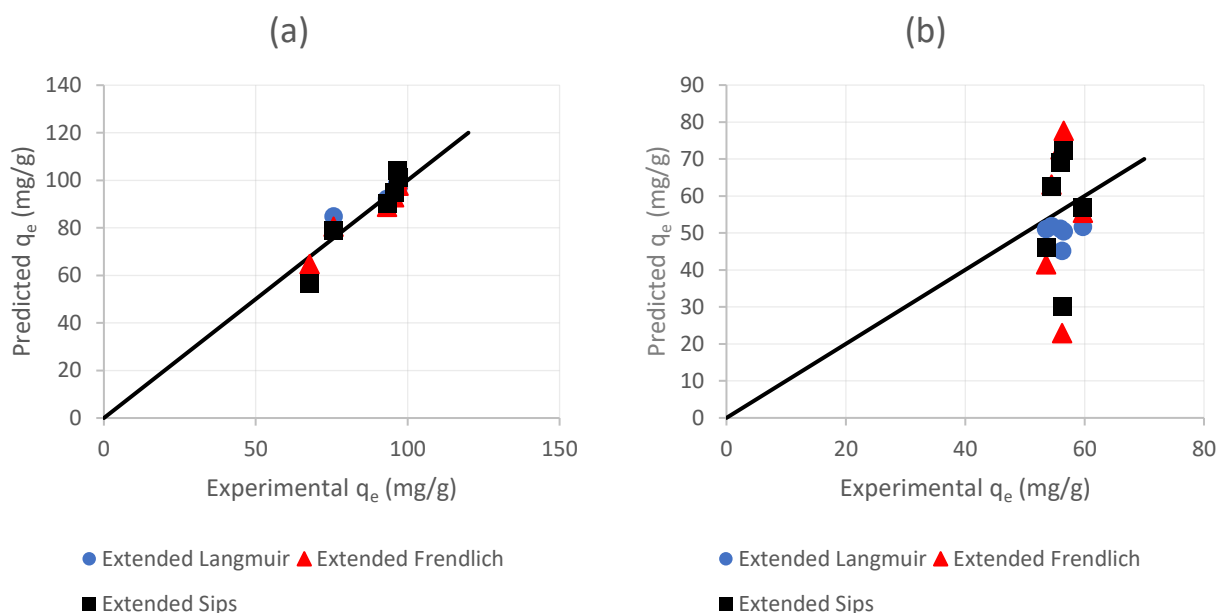 (a)
140
120
100
80
60
40
20
0
0 50 100 150
Predicted qe (mg/g)
Experimental qe (mg/g)
Extended Langmuir Extended Frendlich
Extended Sips
(b)
90
80
70
60
50
40
30
20
10
0
0 20 40 60 80
Predicted qe (mg/g)
Experimental qe (mg/g)
Extended Langmuir Extended Frendlich
Extended Sips